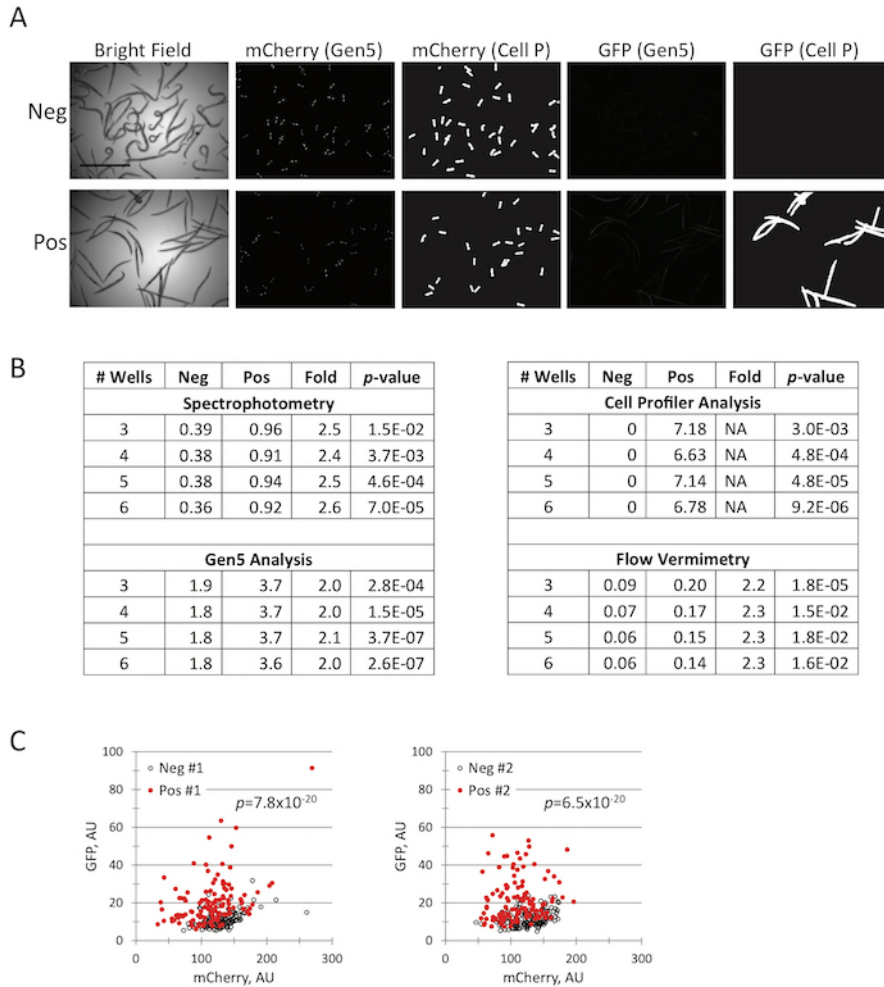 A
Bright Field mCherry (Gen5) mCherry (Cell P) GFP (Gen5) GFP (Cell P)
Neg
Pos
B
# Wells Neg Pos Fold p-value
Spectrophotometry
3 0.39 0.96 2.5 1.5E-02
4 0.38 0.91 2.4 3.7E-03
5 0.38 0.94 2.5 4.6E-04
6 0.36 0.92 2.6 7.0E-05
Gen5 Analysis
3 1.9 3.7 2.0 2.8E-04
4 1.8 3.7 2.0 1.5E-05
5 1.8 3.7 2.1 3.7E-07
6 1.8 3.6 2.0 2.6E-07
# Wells Neg Pos Fold p-value
Cell Profiler Analysis
3 0 7.18 NA 3.0E-03
4 0 6.63 NA 4.8E-04
5 0 7.14 NA 4.8E-05
6 0 6.78 NA 9.2E-06
Flow Vermimetry
3 0.09 0.20 2.2 1.8E-05
4 0.07 0.17 2.3 1.5E-02
5 0.06 0.15 2.3 1.8E-02
6 0.06 0.14 2.3 1.6E-02
C
GFP, AU
100
80
60
40
20
0
Neg #1
Pos #1
p=7.8x10⁻²⁰
0 100 200 300
mCherry, AU
GFP, AU
100
80
60
40
20
0
Neg #2
Pos #2
p=6.5x10⁻²⁰
0 100 200 300
mCherry, AU